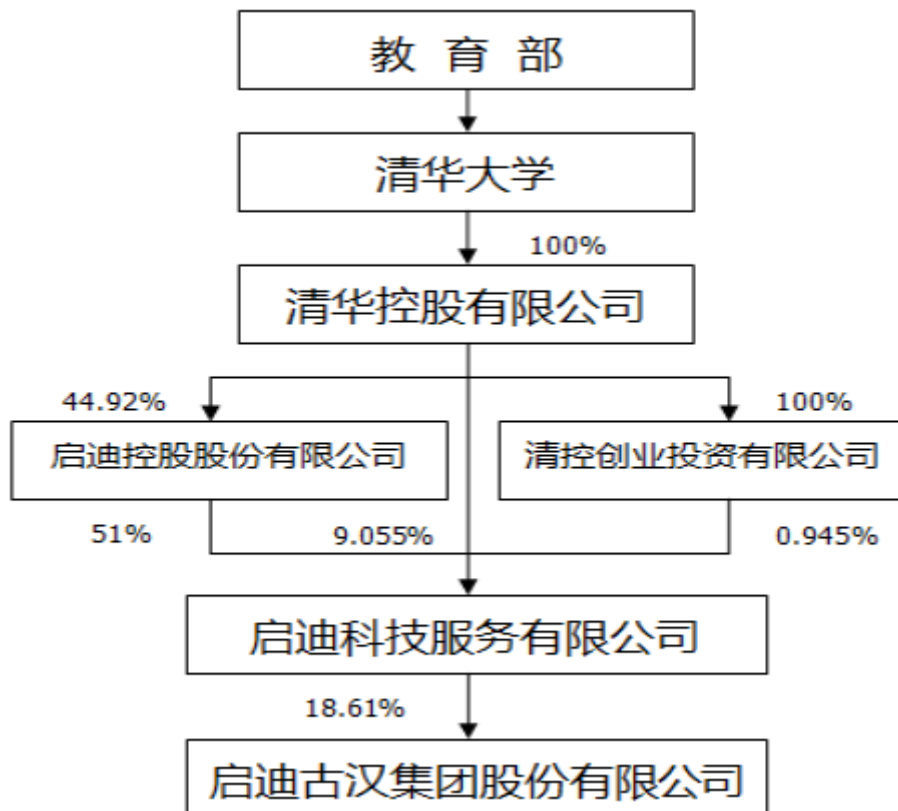 教 育 部
清华大学
100%
清华控股有限公司
44.92%
100%
启迪控股股份有限公司
清控创业投资有限公司
51%
9.055%
0.945%
启迪科技服务有限公司
18.61%
启迪古汉集团股份有限公司